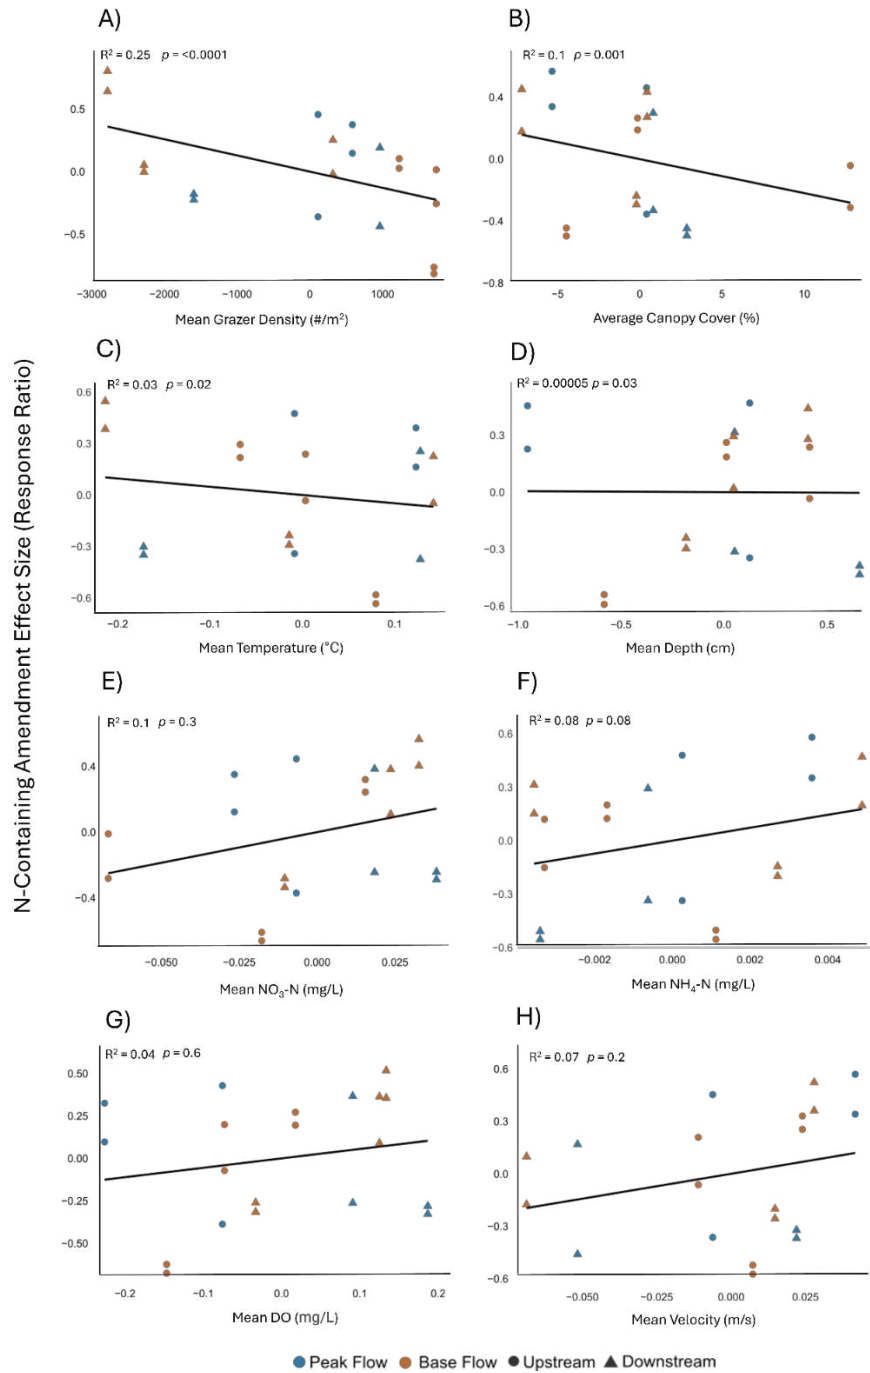 A)
R² = 0.25 p = <0.0001
0.5
0.0
−0.5
−3000 −2000 −1000 0 1000
Mean Grazer Density (#/m²)
B)
R² = 0.1 p = 0.001
0.4
0.0
−0.4
−0.8
−5 0 5 10
Average Canopy Cover (%)
C)
R² = 0.03 p = 0.02
0.6
0.3
0.0
−0.3
−0.6
−0.2 −0.1 0.0 0.1
Mean Temperature (°C)
D)
R² = 0.00005 p = 0.03
0.3
0.0
−0.3
−0.6
−1.0 −0.5 0.0 0.5
Mean Depth (cm)
N-Containing Amendment Effect Size (Response Ratio)
E)
R² = 0.1 p = 0.3
0.4
0.0
−0.4
−0.050 −0.025 0.000 0.025
Mean NO₃-N (mg/L)
F)
R² = 0.08 p = 0.08
0.6
0.3
0.0
−0.3
−0.6
−0.002 0.000 0.002 0.004
Mean NH₄-N (mg/L)
G)
R² = 0.04 p = 0.6
0.50
0.25
0.00
−0.25
−0.50
−0.2 −0.1 0.0 0.1 0.2
Mean DO (mg/L)
H)
R² = 0.07 p = 0.2
0.6
0.3
0.0
−0.3
−0.6
−0.050 −0.025 0.000 0.025
Mean Velocity (m/s)
Peak Flow Base Flow Upstream Downstream